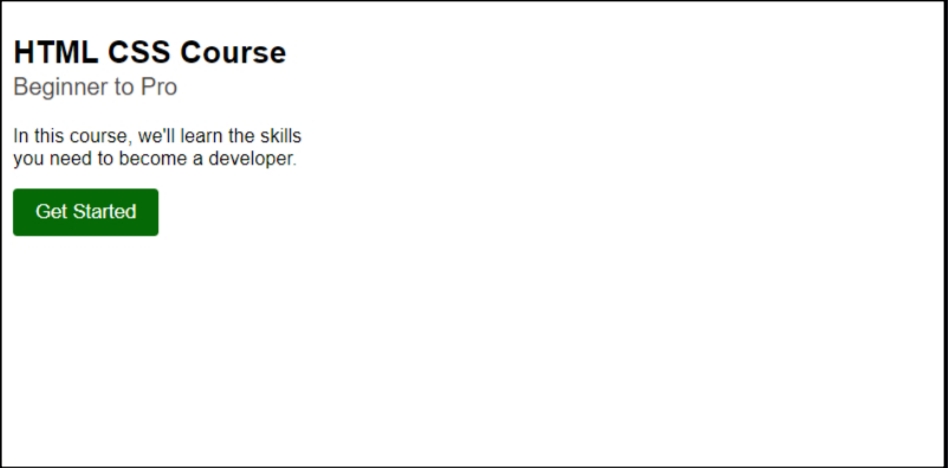 HTML CSS Course
Beginner to Pro
In this course, we'll learn the skills
you need to become a developer.
Get Started